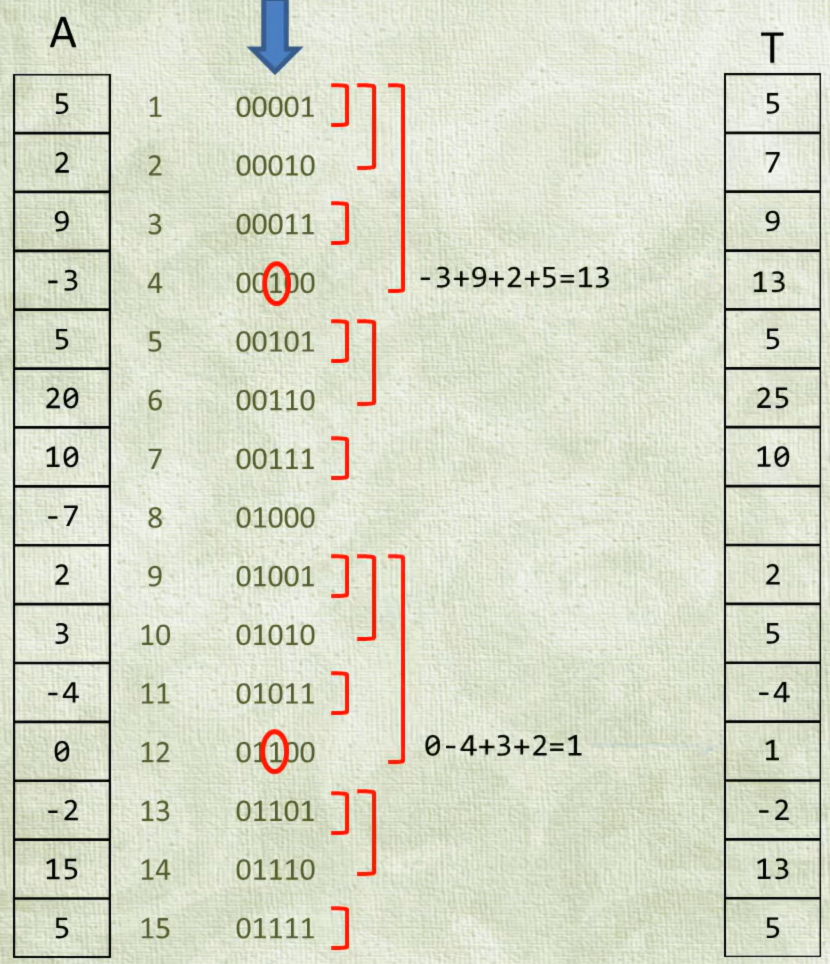 A T
5 1 00001 5
2 2 00010 7
9 3 00011 9
-3 4 00100 -3+9+2+5=13 13
5 5 00101 5
20 6 00110 25
10 7 00111 10
-7 8 01000
2 9 01001 2
3 10 01010 5
-4 11 01011 -4
0 12 01100 0-4+3+2=1 1
-2 13 01101 -2
15 14 01110 13
5 15 01111 5